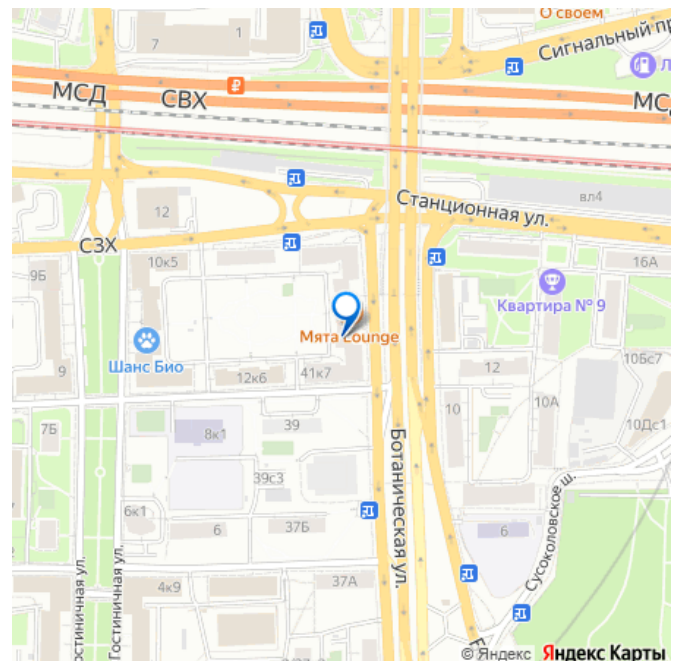 О своем
7
1
Сигнальный пр
МСД
СВХ
₽
МС
Станционная ул.
вл4
12
СЗХ
10к5
9Б
16А
Квартира № 9
Мята Lounge
Шанс Био
12к6
41к7
12
10Бс7
9
10
10А
7Б
8к1
39
10Дс1
39с3
Ботаническая ул.
Сусоколовское ш.
6к1
6
37Б
6
4к9
37А
остиничная ул.
Гостиничная ул.
© Яндекс Яндекс Карты